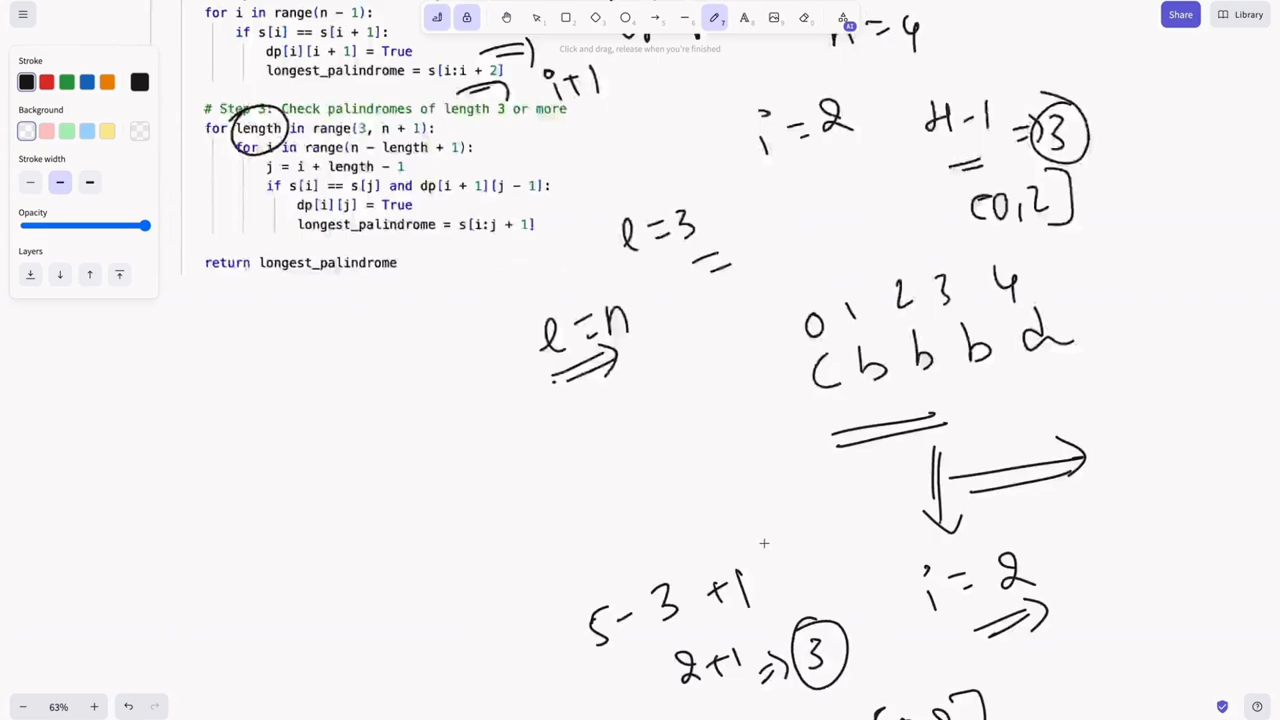 for i in range(n - 1):
if s[i] == s[i + 1]:
dp[i][i + 1] = True
longest_palindrome = s[i:i + 2]
# Step 3: Check palindromes of length 3 or more
for length in range(3, n + 1):
for i in range(n - length + 1):
j = i + length - 1
if s[i] == s[j] and dp[i + 1][j - 1]:
dp[i][j] = True
longest_palindrome = s[i:j + 1]
return longest_palindrome
Stroke
Background
Stroke width
Opacity
Layers
Click and drag, release when you're finished
Share
Library
AI
i+1
= 4
i = 2
4-1 => 3
[0,2]
l = 3
l = n
0 1 2 3 4
c b b b d
i = 2
5 - 3 + 1
2+1 => 3
63%